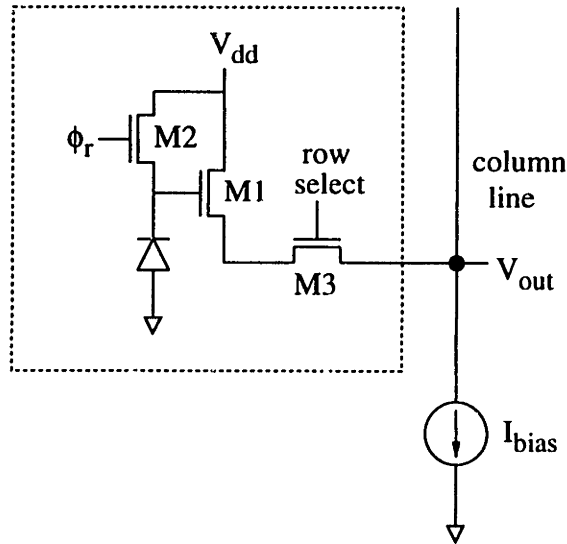 V_dd
ϕ_r
M2
M1
row
select
column
line
M3
V_out
I_bias